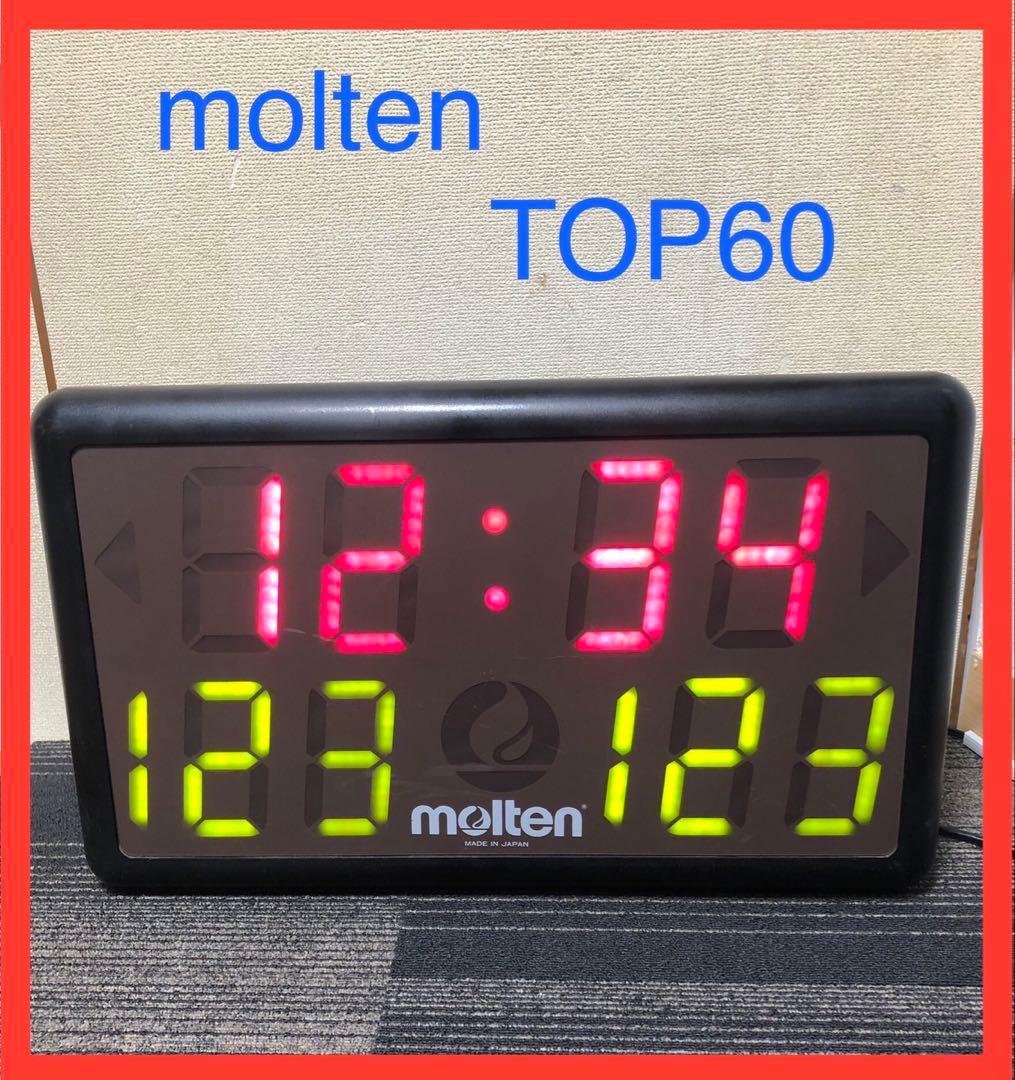 molten
TOP60
12:34
123 123
molten®
MADE IN JAPAN